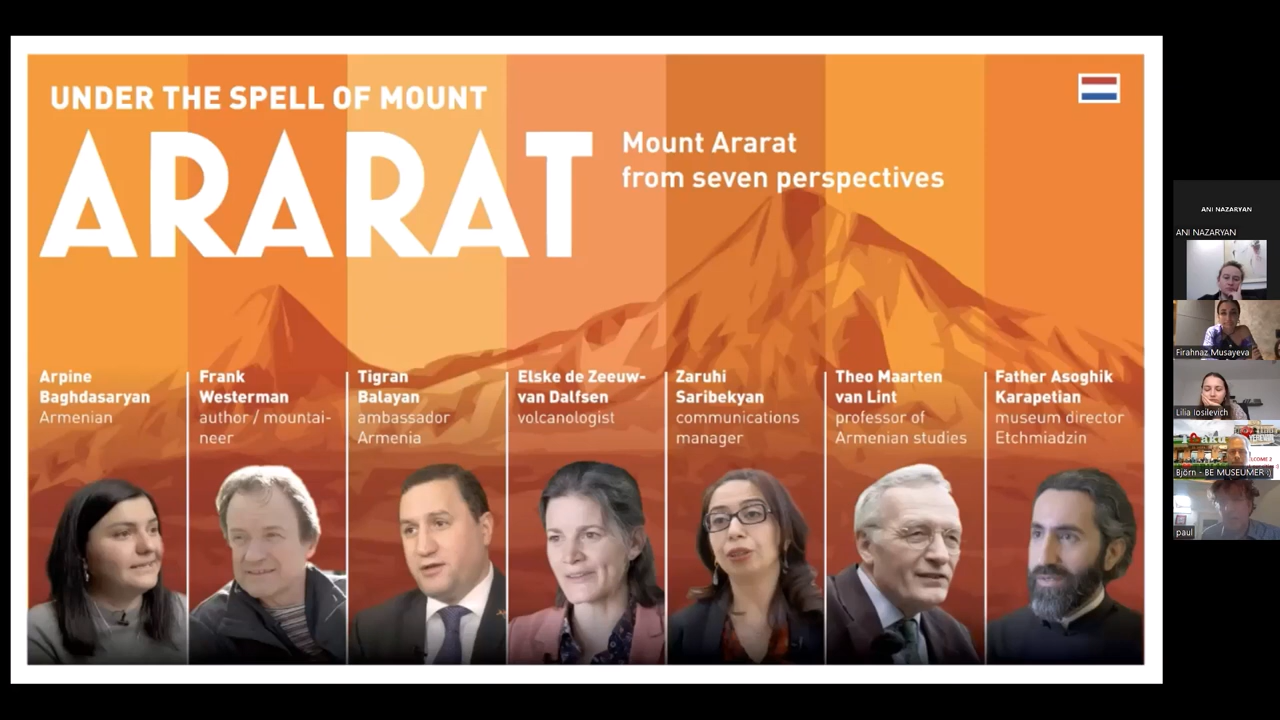 UNDER THE SPELL OF MOUNT
ARARAT
Mount Ararat
from seven perspectives
Arpine
Baghdasaryan
Armenian
Frank
Westerman
author / mountai-
neer
Tigran
Balayan
ambassador
Armenia
Elske de Zeeuw-
van Dalfsen
volcanologist
Zaruhi
Saribekyan
communications
manager
Theo Maarten
van Lint
professor of
Armenian studies
Father Asoghik
Karapetian
museum director
Etchmiadzin
ANI NAZARYAN
ANI NAZARYAN
Firahnaz Musayeva
Lilia Iosilevich
Björn - BE MUSEUMER :)
paul